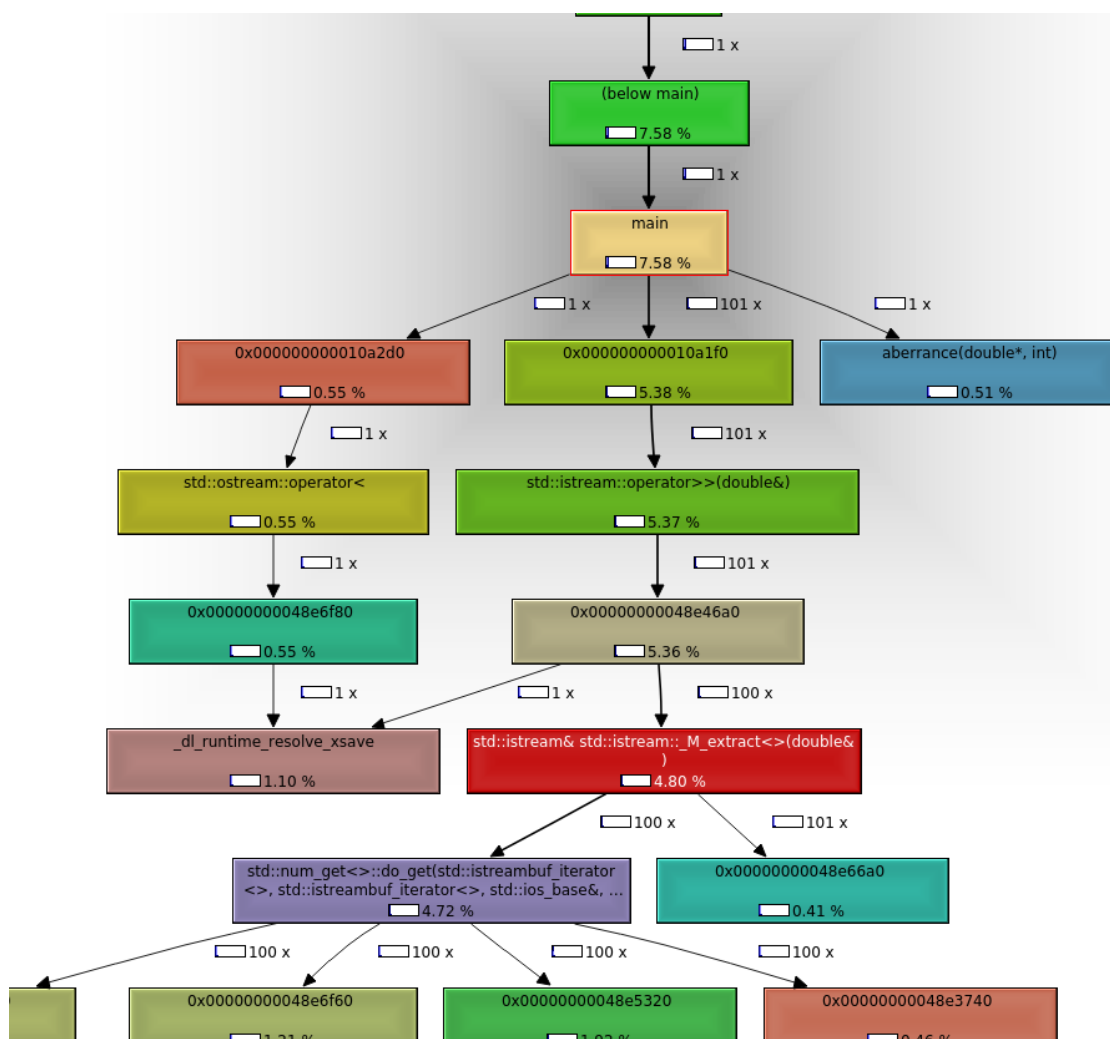 1 x
(below main)
7.58 %
1 x
main
7.58 %
1 x
101 x
1 x
0x000000000010a2d0
0.55 %
0x000000000010a1f0
5.38 %
aberrance(double*, int)
0.51 %
1 x
101 x
std::ostream::operator<
0.55 %
std::istream::operator>>(double&)
5.37 %
1 x
101 x
0x00000000048e6f80
0.55 %
0x00000000048e46a0
5.36 %
1 x
1 x
100 x
_dl_runtime_resolve_xsave
1.10 %
std::istream& std::istream::_M_extract<>(double&
)
4.80 %
100 x
101 x
std::num_get<>::do_get(std::istreambuf_iterator
<>, std::istreambuf_iterator<>, std::ios_base&, ...
4.72 %
0x00000000048e66a0
0.41 %
100 x
100 x
100 x
100 x
0x00000000048e6f60
0x00000000048e5320
0x00000000048e3740